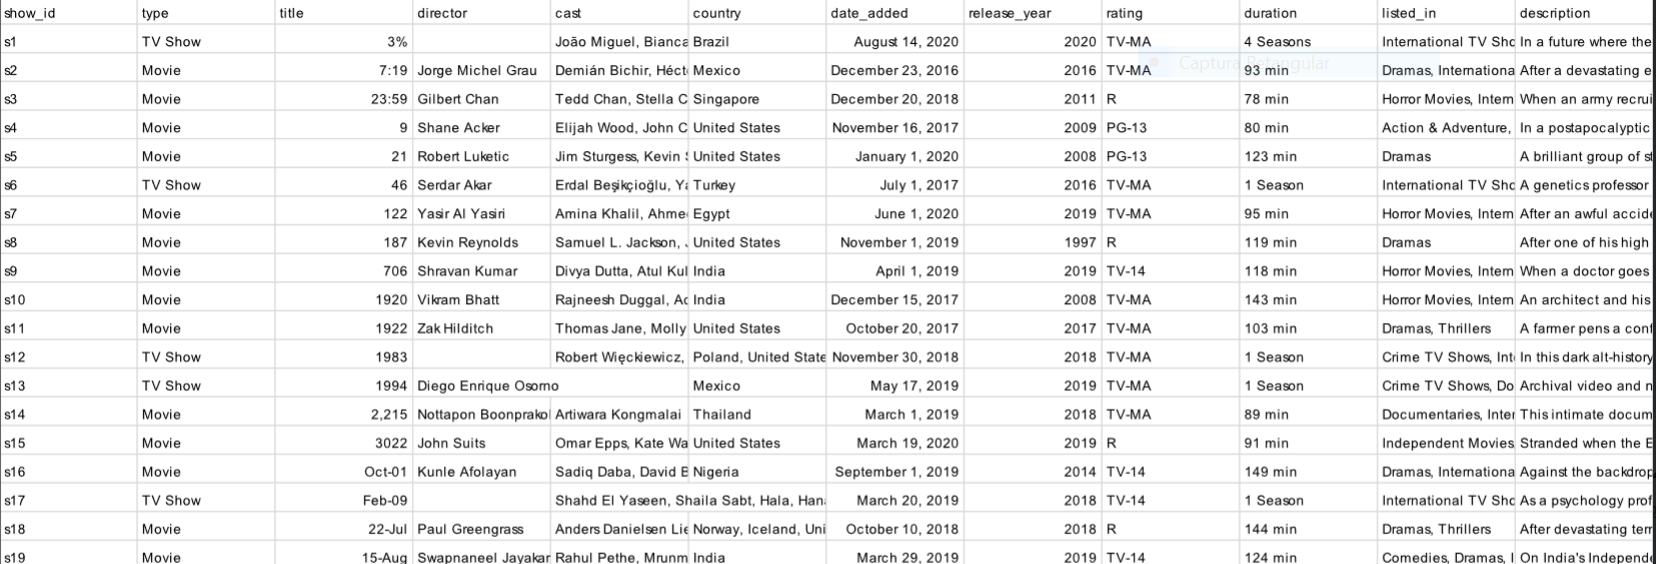 show_id type title director cast country date_added release_year rating duration listed_in description
s1 TV Show 3% João Miguel, Bianca Brazil August 14, 2020 2020 TV-MA 4 Seasons International TV Sho In a future where the
Captura Retangular
s2 Movie 7:19 Jorge Michel Grau Demián Bichir, Héct Mexico December 23, 2016 2016 TV-MA 93 min Dramas, Internationa After a devastating e
s3 Movie 23:59 Gilbert Chan Tedd Chan, Stella C Singapore December 20, 2018 2011 R 78 min Horror Movies, Intern When an army recrui
s4 Movie 9 Shane Acker Elijah Wood, John C United States November 16, 2017 2009 PG-13 80 min Action & Adventure, In a postapocalyptic
s5 Movie 21 Robert Luketic Jim Sturgess, Kevin United States January 1, 2020 2008 PG-13 123 min Dramas A brilliant group of st
s6 TV Show 46 Serdar Akar Erdal Beşikçioğlu, Ya Turkey July 1, 2017 2016 TV-MA 1 Season International TV Sho A genetics professor
s7 Movie 122 Yasir Al Yasiri Amina Khalil, Ahme Egypt June 1, 2020 2019 TV-MA 95 min Horror Movies, Intern After an awful accide
s8 Movie 187 Kevin Reynolds Samuel L. Jackson, United States November 1, 2019 1997 R 119 min Dramas After one of his high
s9 Movie 706 Shravan Kumar Divya Dutta, Atul Kul India April 1, 2019 2019 TV-14 118 min Horror Movies, Intern When a doctor goes
s10 Movie 1920 Vikram Bhatt Rajneesh Duggal, Ad India December 15, 2017 2008 TV-MA 143 min Horror Movies, Intern An architect and his
s11 Movie 1922 Zak Hilditch Thomas Jane, Molly United States October 20, 2017 2017 TV-MA 103 min Dramas, Thrillers A farmer pens a conf
s12 TV Show 1983 Robert Więckiewicz, Poland, United State November 30, 2018 2018 TV-MA 1 Season Crime TV Shows, Int In this dark alt-history
s13 TV Show 1994 Diego Enrique Osorno Mexico May 17, 2019 2019 TV-MA 1 Season Crime TV Shows, Do Archival video and n
s14 Movie 2,215 Nottapon Boonprakol Artiwara Kongmalai Thailand March 1, 2019 2018 TV-MA 89 min Documentaries, Inter This intimate docum
s15 Movie 3022 John Suits Omar Epps, Kate Wa United States March 19, 2020 2019 R 91 min Independent Movies Stranded when the E
s16 Movie Oct-01 Kunle Afolayan Sadiq Daba, David B Nigeria September 1, 2019 2014 TV-14 149 min Dramas, Internationa Against the backdrop
s17 TV Show Feb-09 Shahd El Yaseen, Shaila Sabt, Hala, Han March 20, 2019 2018 TV-14 1 Season International TV Sho As a psychology prof
s18 Movie 22-Jul Paul Greengrass Anders Danielsen Lie Norway, Iceland, Uni October 10, 2018 2018 R 144 min Dramas, Thrillers After devastating terr
s19 Movie 15-Aug Swapnaneel Jayakar Rahul Pethe, Mrunm India March 29, 2019 2019 TV-14 124 min Comedies, Dramas, I On India's Independe